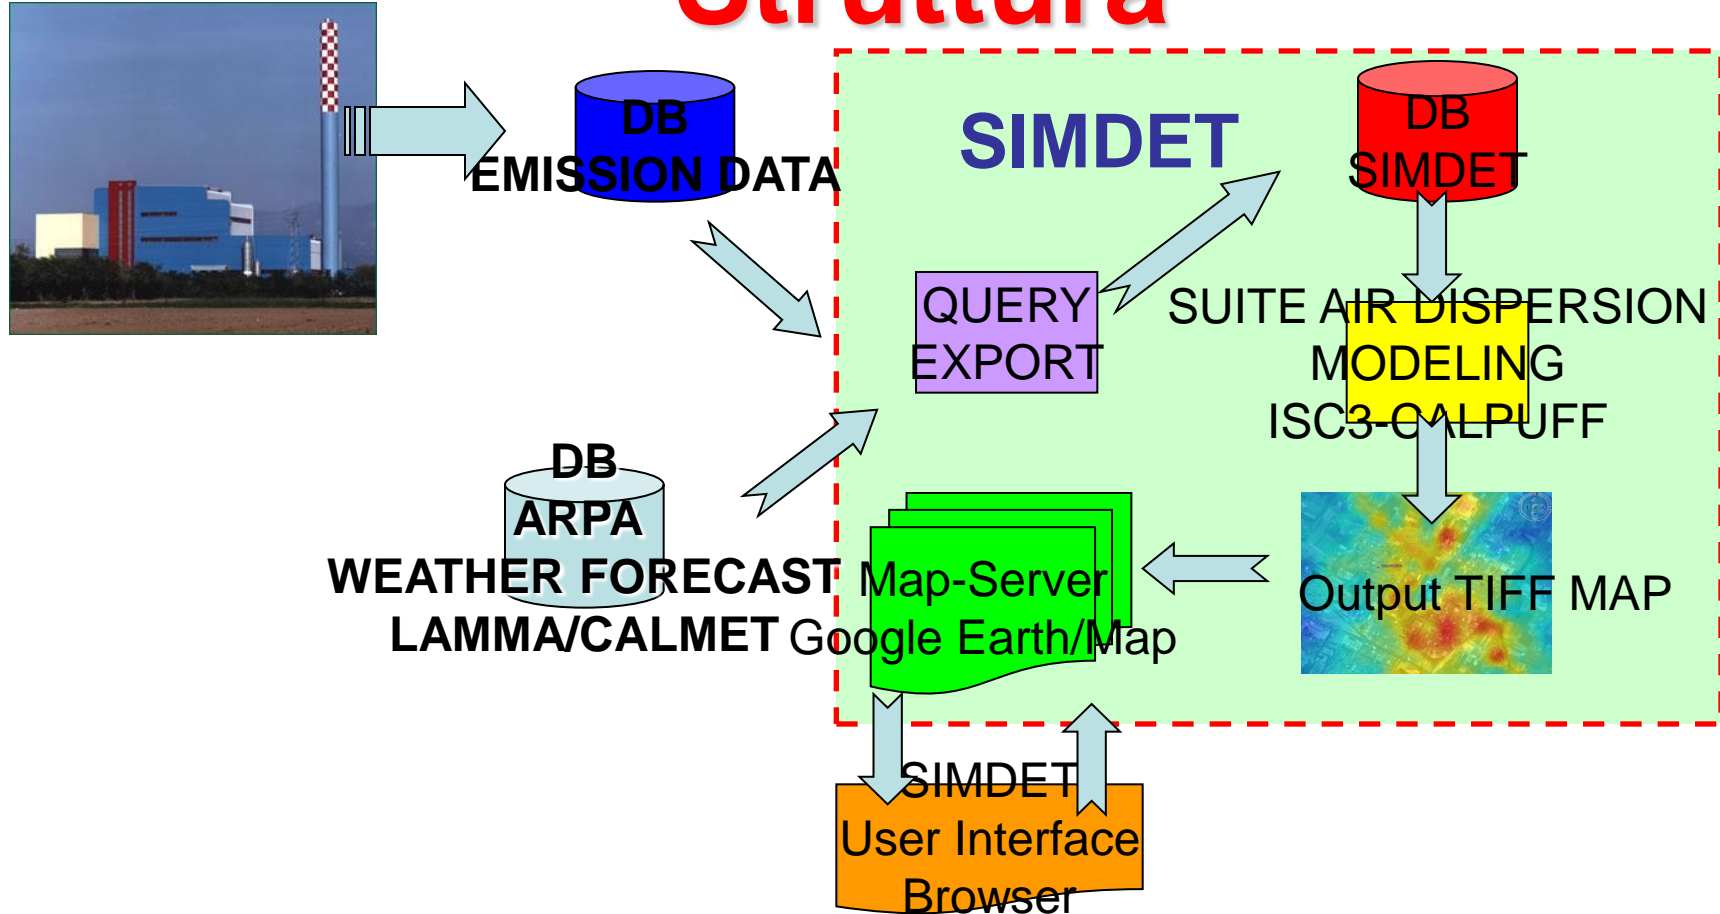 Struttura
DB
EMISSION DATA
SIMDET
DB
SIMDET
QUERY
EXPORT
SUITE AIR DISPERSION
MODELING
ISC3-CALPUFF
DB
ARPA
WEATHER FORECAST
LAMMA/CALMET
Map-Server
Google Earth/Map
Output TIFF MAP
SIMDET
User Interface
Browser